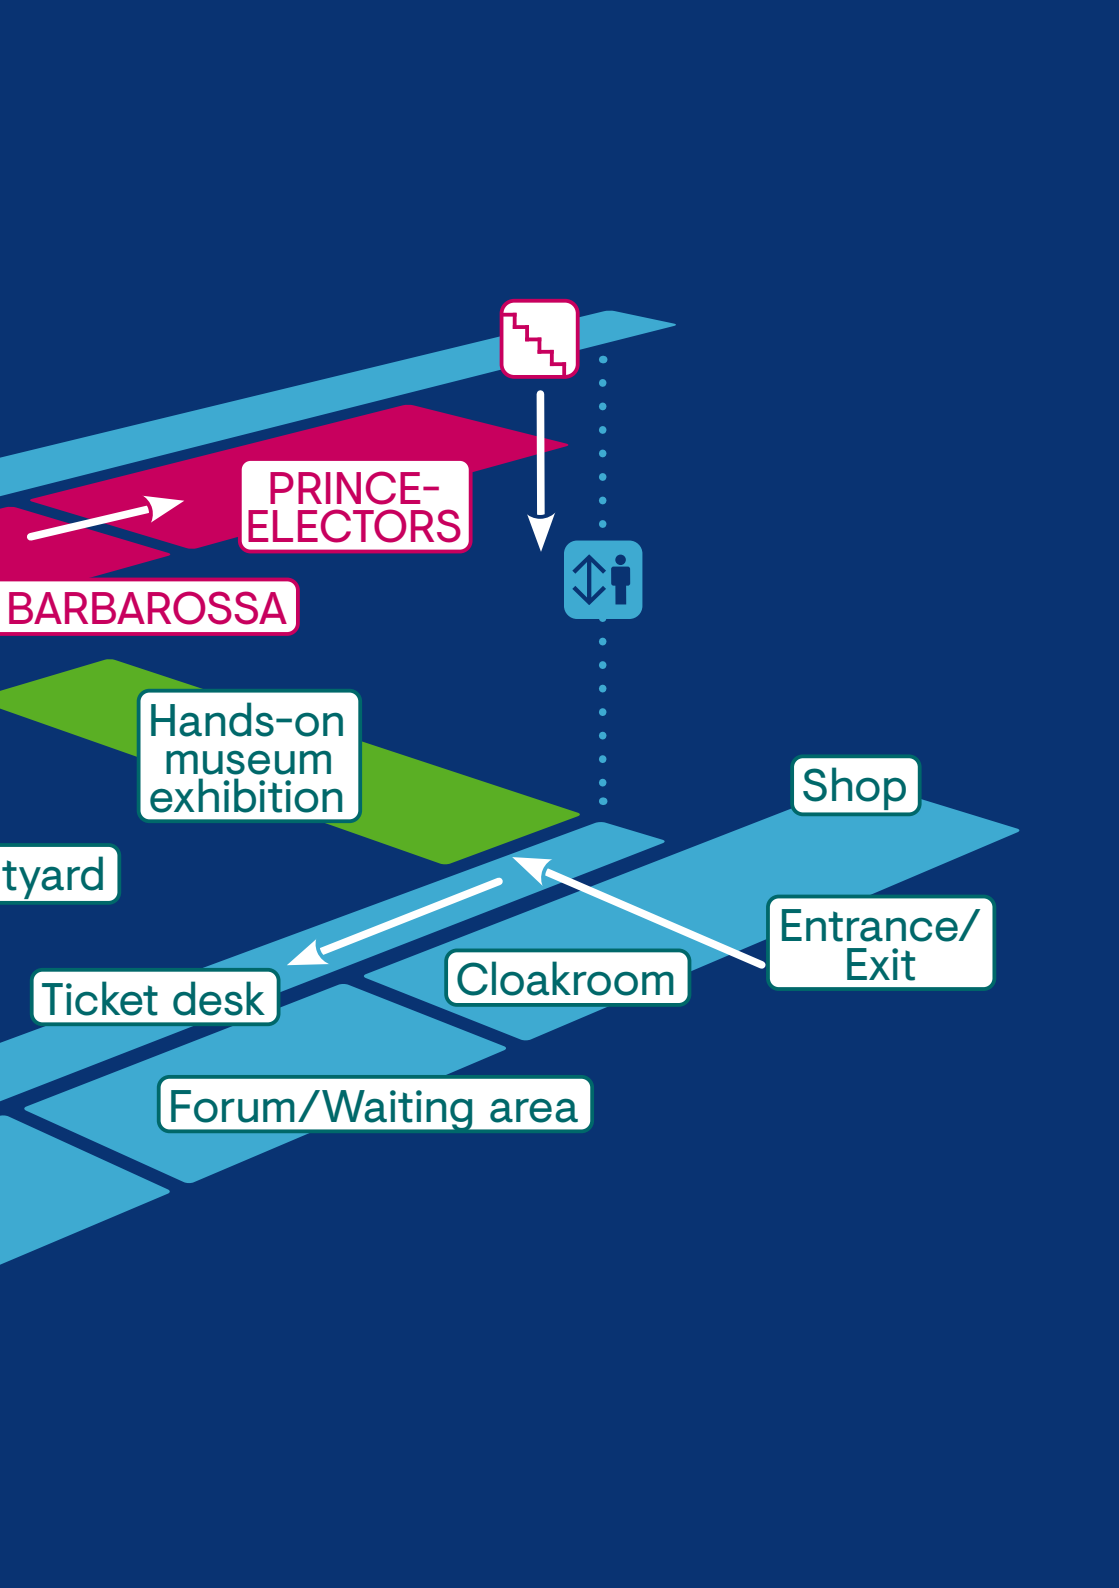 PRINCE-
ELECTORS
BARBAROSSA
Hands-on
museum
exhibition
Shop
tyard
Entrance/
Exit
Cloakroom
Ticket desk
Forum/Waiting area